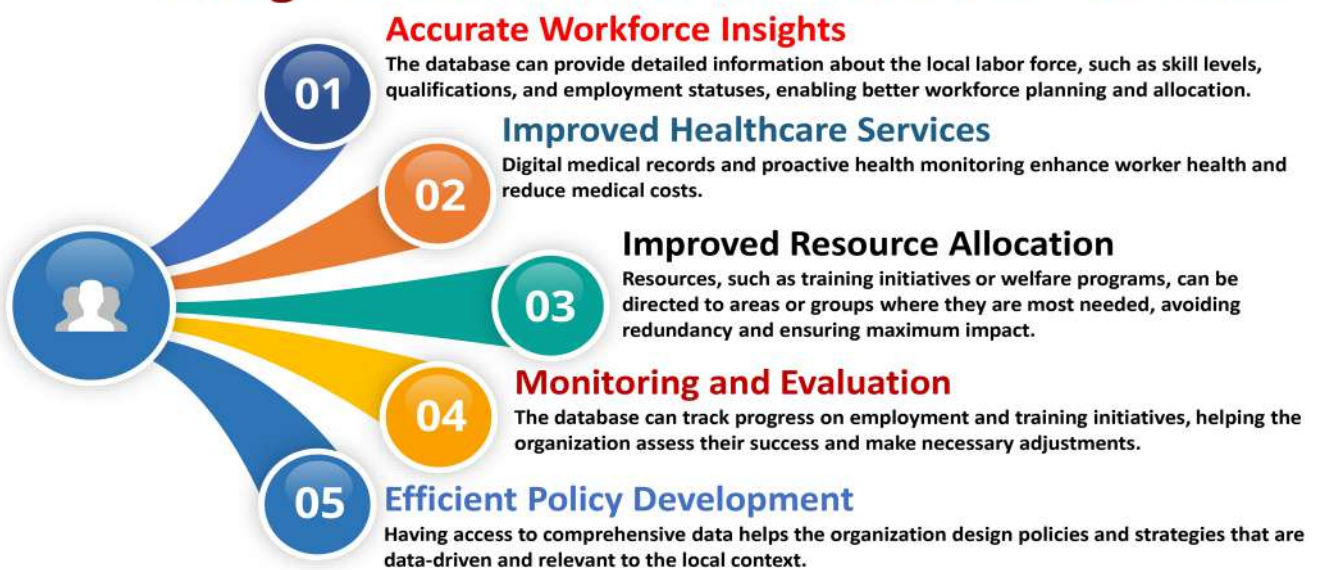 01
Accurate Workforce Insights
The database can provide detailed information about the local labor force, such as skill levels,
qualifications, and employment statuses, enabling better workforce planning and allocation.
02
Improved Healthcare Services
Digital medical records and proactive health monitoring enhance worker health and
reduce medical costs.
03
Improved Resource Allocation
Resources, such as training initiatives or welfare programs, can be
directed to areas or groups where they are most needed, avoiding
redundancy and ensuring maximum impact.
04
Monitoring and Evaluation
The database can track progress on employment and training initiatives, helping the
organization assess their success and make necessary adjustments.
05
Efficient Policy Development
Having access to comprehensive data helps the organization design policies and strategies that are
data-driven and relevant to the local context.